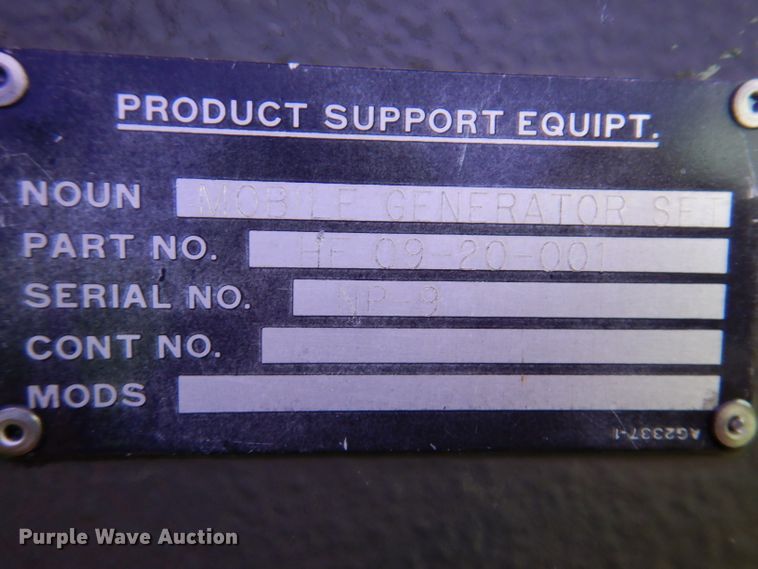 PRODUCT SUPPORT EQUIPT.
NOUN MOBILE GENERATOR SET
PART NO. HF 09-20-001
SERIAL NO. NP-9
CONT NO.
MODS
AG2337-1
Purple Wave Auction